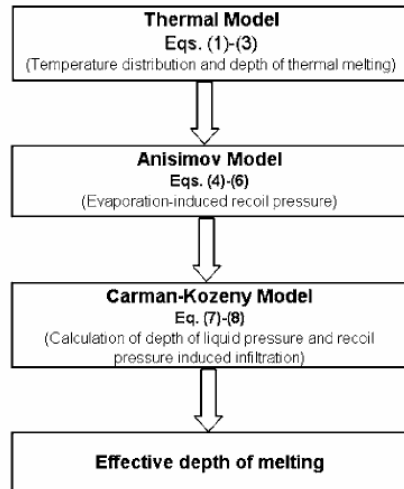 Thermal Model
Eqs. (1)-(3)
(Temperature distribution and depth of thermal melting)
Anisimov Model
Eqs. (4)-(6)
(Evaporation-induced recoil pressure)
Carman-Kozeny Model
Eq. (7)-(8)
(Calculation of depth of liquid pressure and recoil
pressure induced infiltration)
Effective depth of melting